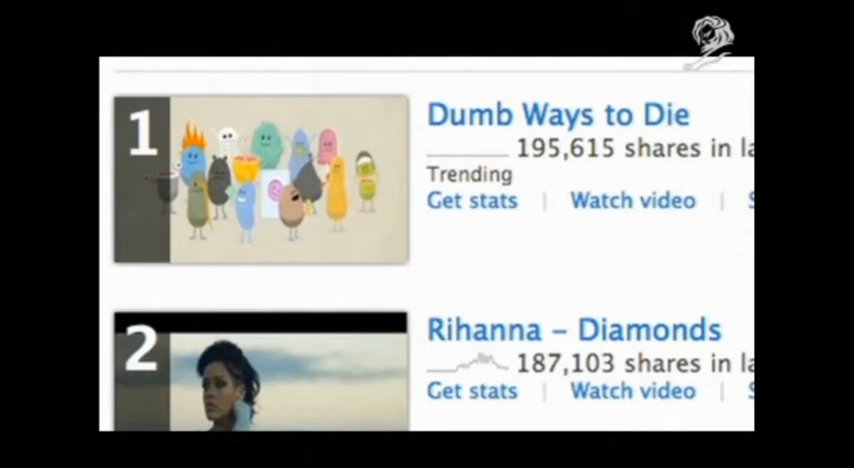 1
Dumb Ways to Die
195,615 shares in la
Trending
Get stats | Watch video | S
2
Rihanna – Diamonds
187,103 shares in la
Get stats | Watch video | S